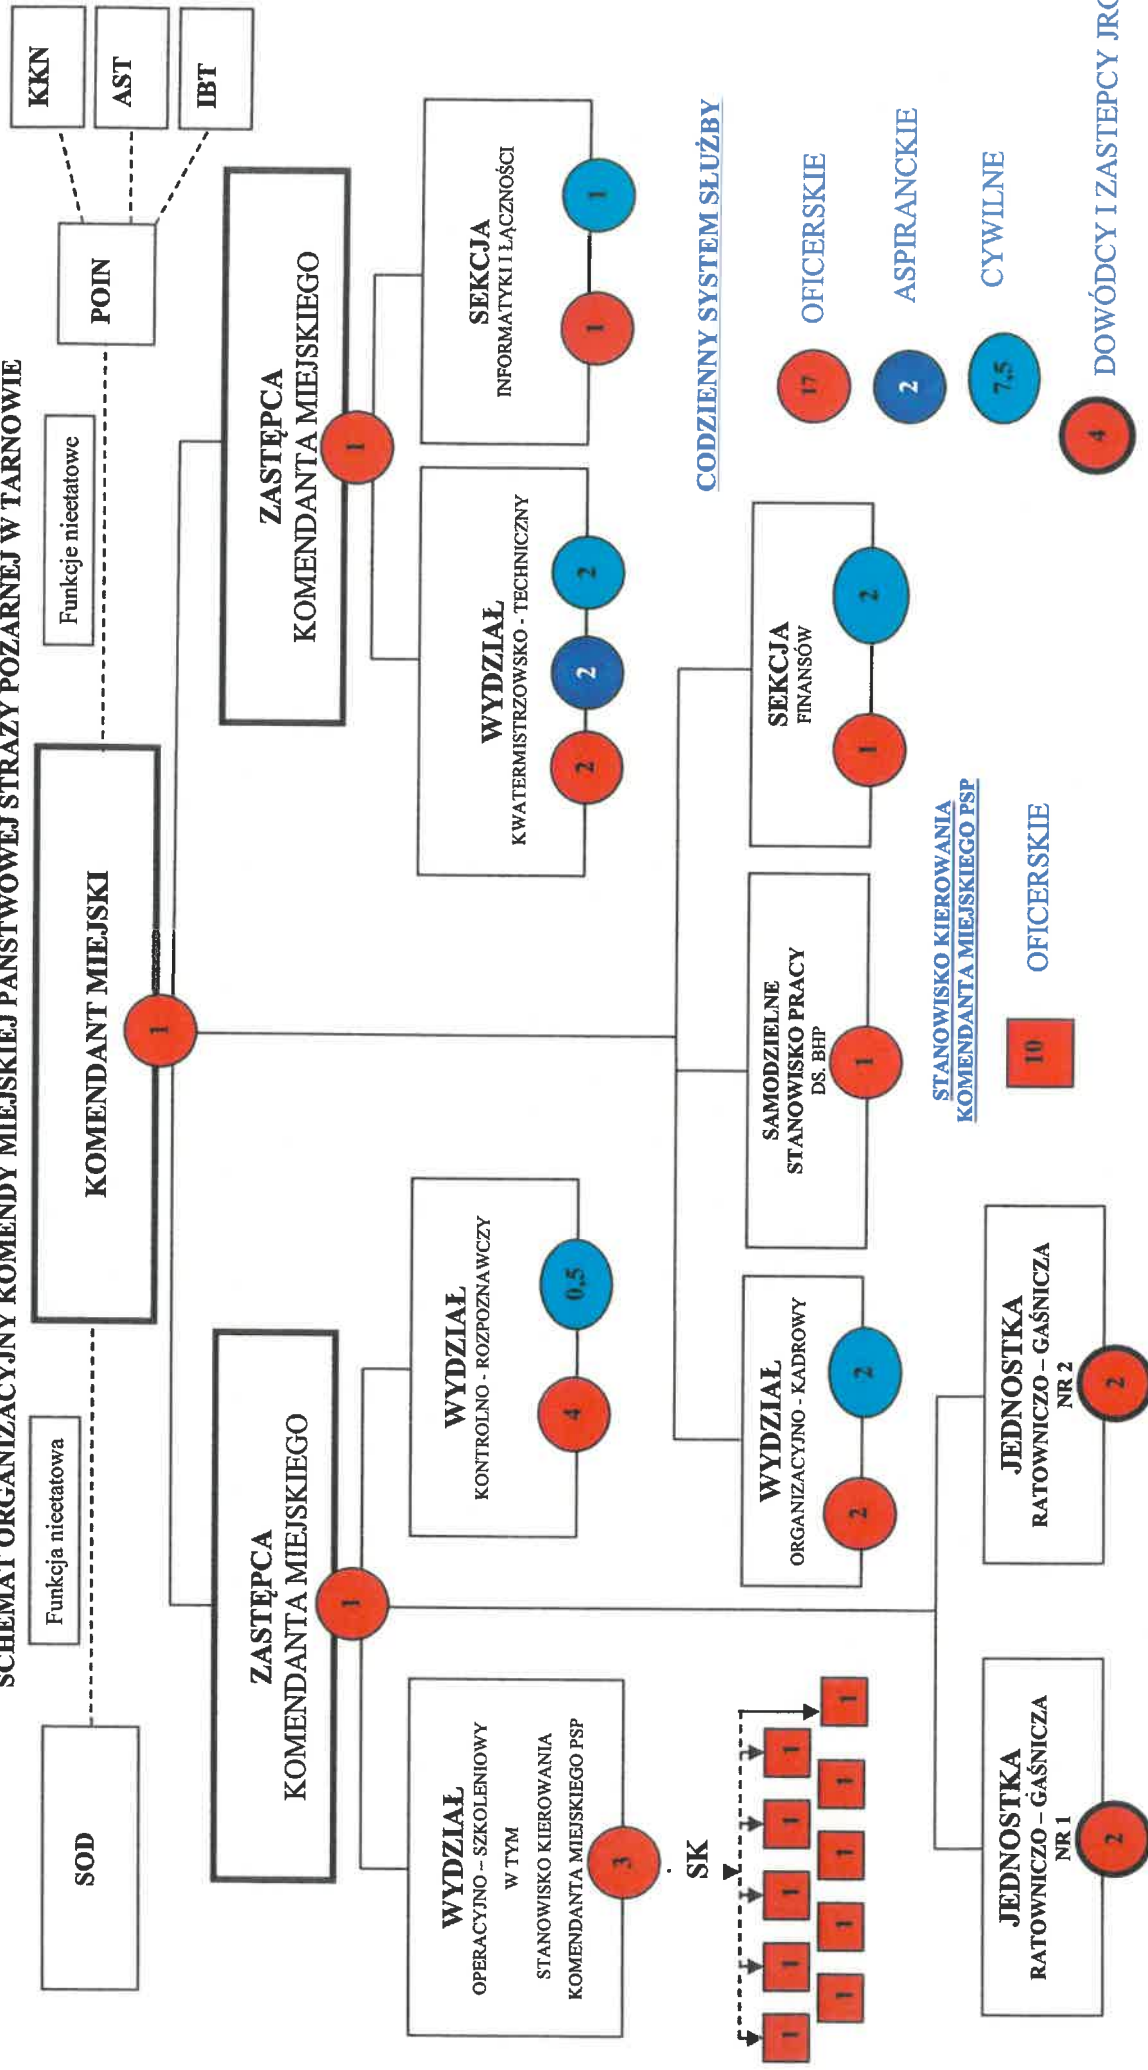 SCHEMAT ORGANIZACYJNY KOMENDY MIEJSKIEJ PAŃSTWOWEJ STRAŻY POŻARNEJ W TARNOWIE
SOD
Funkcja nieetatowa
KOMENDANT MIEJSKI
1
Funkcje nieetatowe
POIN
KKN
AST
IBT
ZASTĘPCA
KOMENDANTA MIEJSKIEGO
1
ZASTĘPCA
KOMENDANTA MIEJSKIEGO
1
WYDZIAŁ
OPERACYJNO – SZKOLENIOWY
W TYM
STANOWISKO KIEROWANIA
KOMENDANTA MIEJSKIEGO PSP
3
WYDZIAŁ
KONTROLNO - ROZPOZNAWCZY
4
0,5
WYDZIAŁ
KWATERMISTRZOWSKO - TECHNICZNY
2
2
2
SEKCJA
INFORMATYKI I ŁĄCZNOŚCI
1
1
SK
1
1
1
1
1
1
1
1
1
1
WYDZIAŁ
ORGANIZACYJNO - KADROWY
2
2
SAMODZIELNE
STANOWISKO PRACY
DS. BHP
1
SEKCJA
FINANSÓW
1
2
JEDNOSTKA
RATOWNICZO – GAŚNICZA
NR 1
2
JEDNOSTKA
RATOWNICZO – GAŚNICZA
NR 2
2
STANOWISKO KIEROWANIA
KOMENDANTA MIEJSKIEGO PSP
10
OFICERSKIE
CODZIENNY SYSTEM SŁUŻBY
17
OFICERSKIE
2
ASPIRANCKIE
7,5
CYWILNE
4
DOWÓDCY I ZASTEPCY